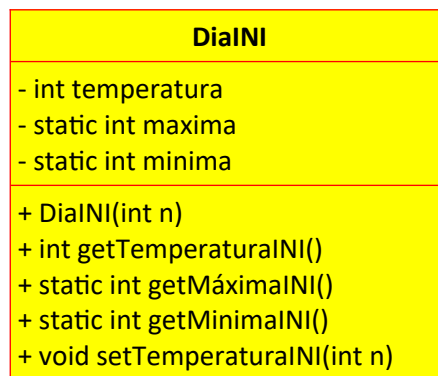 DiaINI
- int temperatura
- static int maxima
- static int minima
+ DiaINI(int n)
+ int getTemperaturaINI()
+ static int getMáximaINI()
+ static int getMinimaINI()
+ void setTemperaturaINI(int n)